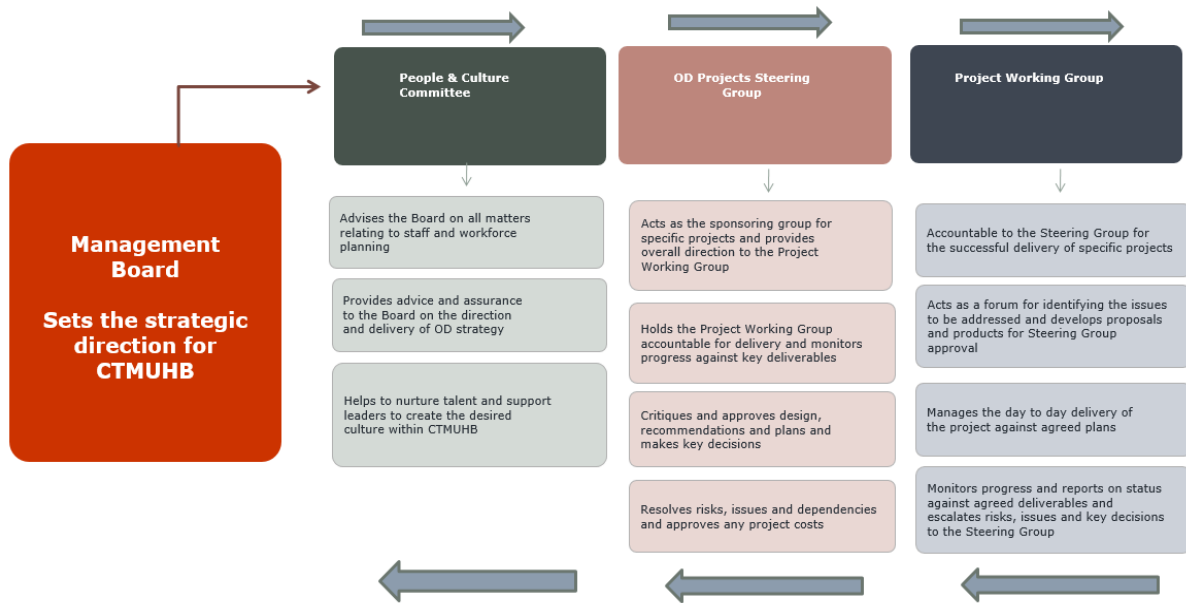 People & Culture
Committee
OD Projects Steering
Group
Project Working Group
Management
Board
Sets the strategic
direction for
CTMUHB
Advises the Board on all matters
relating to staff and workforce
planning
Provides advice and assurance
to the Board on the direction
and delivery of OD strategy
Helps to nurture talent and support
leaders to create the desired
culture within CTMUHB
Acts as the sponsoring group for
specific projects and provides
overall direction to the Project
Working Group
Holds the Project Working Group
accountable for delivery and monitors
progress against key deliverables
Critiques and approves design,
recommendations and plans and
makes key decisions
Resolves risks, issues and dependencies
and approves any project costs
Accountable to the Steering Group for
the successful delivery of specific projects
Acts as a forum for identifying the issues
to be addressed and develops proposals
and products for Steering Group
approval
Manages the day to day delivery of
the project against agreed plans
Monitors progress and reports on status
against agreed deliverables and
escalates risks, issues and key decisions
to the Steering Group